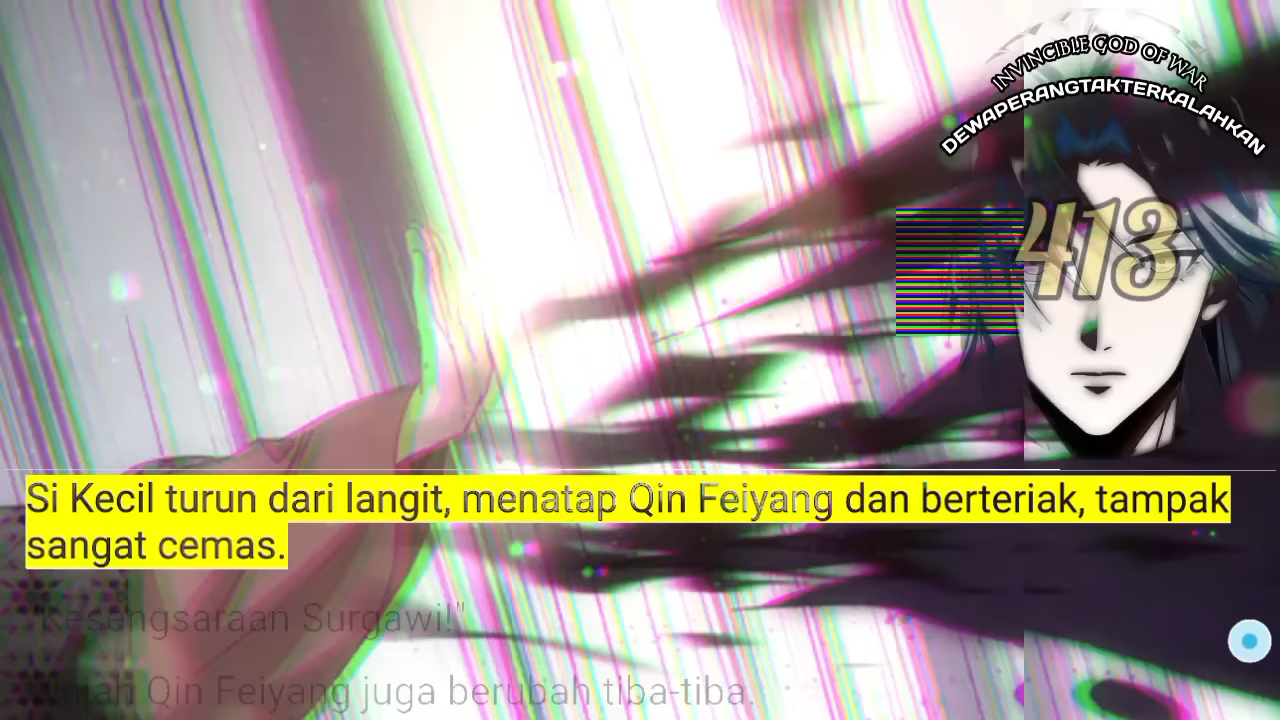 INVINCIBLE GOD OF WAR
DEWAPERANGTAKTERKALAHKAN
413
Si Kecil turun dari langit, menatap Qin Feiyang dan berteriak, tampak
sangat cemas.
"Kesengsaraan Surgawi!"
Qin Feiyang juga berubah tiba-tiba.